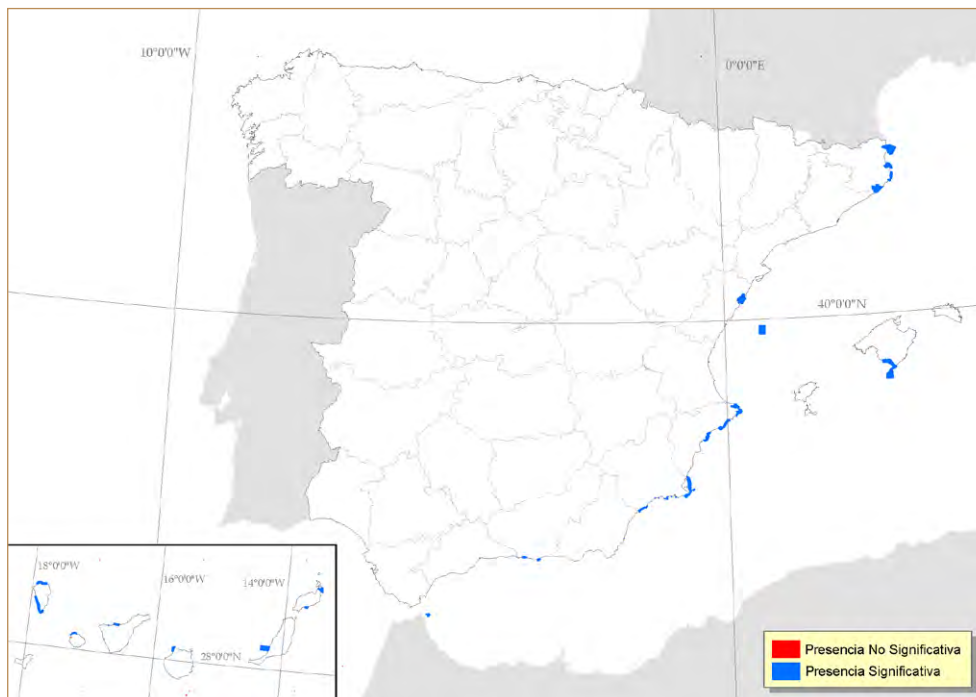 10°0'0"W
0°0'0"E
40°0'0"N
18°0'0"W
16°0'0"W
14°0'0"W
28°0'0"N
Presencia No Significativa
Presencia Significativa